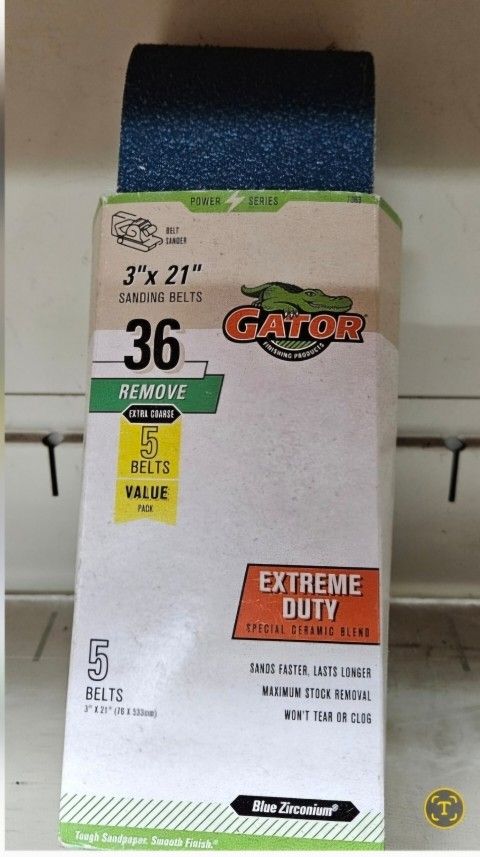 POWER SERIES
7363
BELT
SANDER
3"x 21"
SANDING BELTS
GATOR
FINISHING PRODUCTS
36
REMOVE
EXTRA COARSE
5
BELTS
VALUE
PACK
EXTREME
DUTY
SPECIAL CERAMIC BLEND
5
BELTS
3" X 21" (76 X 533mm)
SANDS FASTER, LASTS LONGER
MAXIMUM STOCK REMOVAL
WON'T TEAR OR CLOG
Blue Zirconium®
Tough Sandpaper. Smooth Finish.®
T